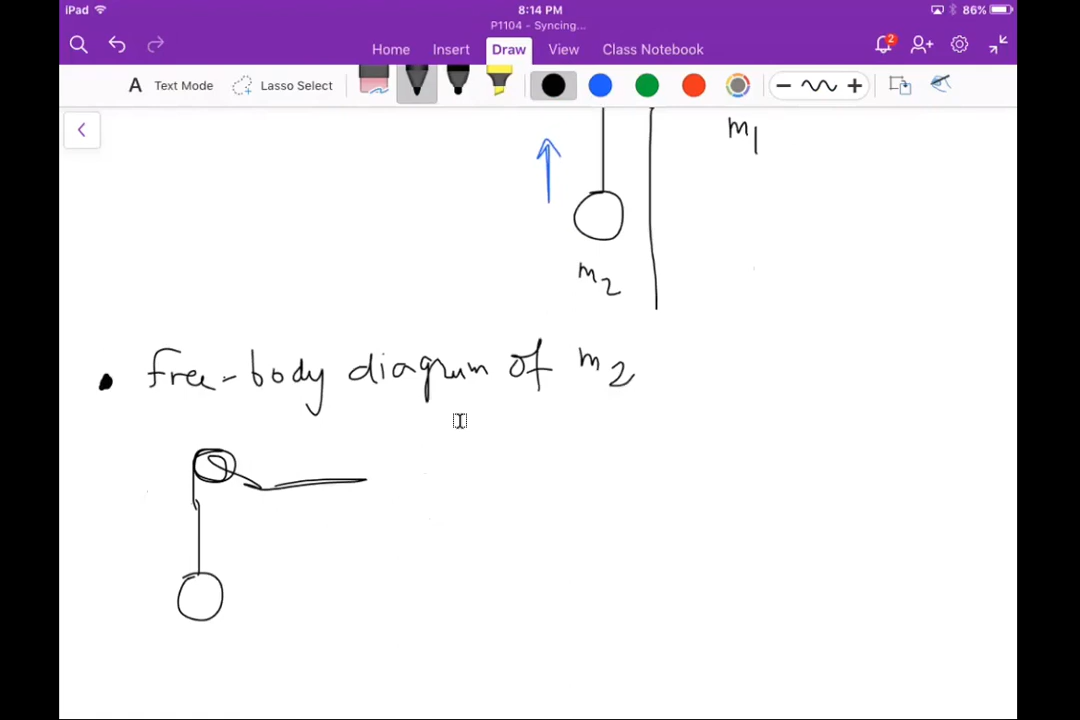 iPad 8:14 PM 86%
P1104 - Syncing...
Home Insert Draw View Class Notebook 2
A Text Mode Lasso Select
m1
m2
• free-body diagram of m2